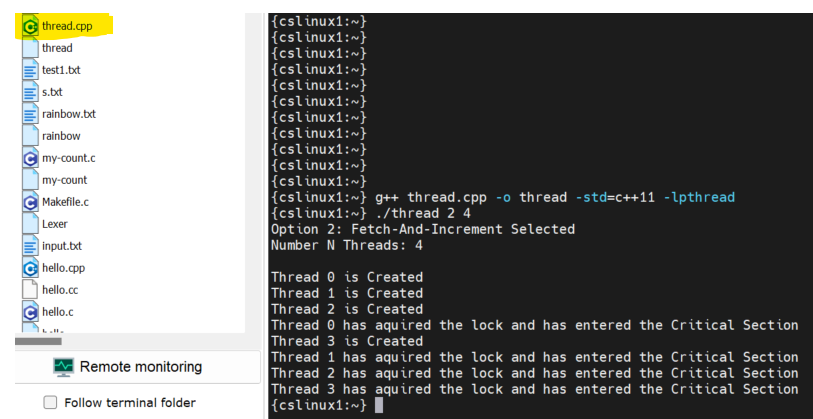 thread.cpp
thread
test1.txt
s.txt
rainbow.txt
rainbow
my-count.c
my-count
Makefile.c
Lexer
input.txt
hello.cpp
hello.cc
hello.c
Remote monitoring
Follow terminal folder
{cslinux1:~}
{cslinux1:~}
{cslinux1:~}
{cslinux1:~}
{cslinux1:~}
{cslinux1:~}
{cslinux1:~}
{cslinux1:~}
{cslinux1:~}
{cslinux1:~}
{cslinux1:~}
{cslinux1:~} g++ thread.cpp -o thread -std=c++11 -lpthread
{cslinux1:~} ./thread 2 4
Option 2: Fetch-And-Increment Selected
Number N Threads: 4
Thread 0 is Created
Thread 1 is Created
Thread 2 is Created
Thread 0 has aquired the lock and has entered the Critical Section
Thread 3 is Created
Thread 1 has aquired the lock and has entered the Critical Section
Thread 2 has aquired the lock and has entered the Critical Section
Thread 3 has aquired the lock and has entered the Critical Section
{cslinux1:~}